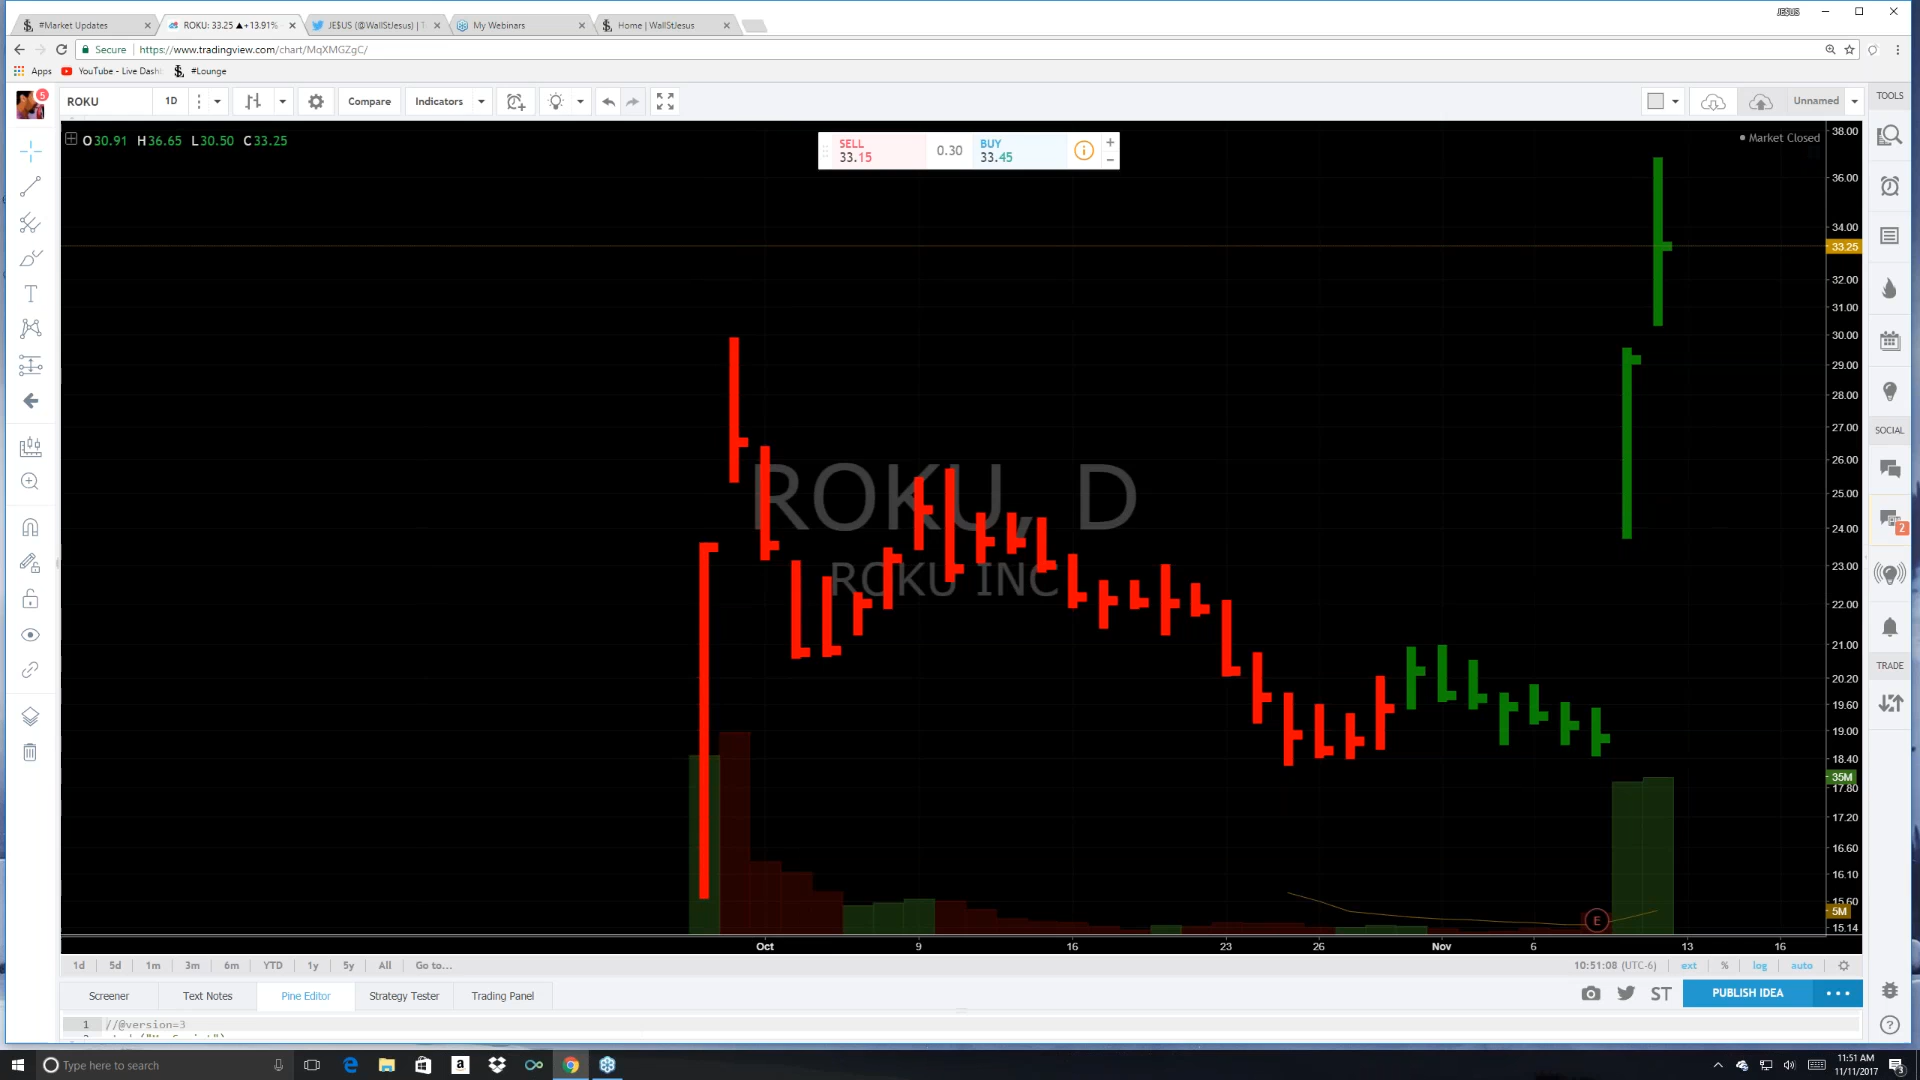 JE$US
#Market Updates
ROKU: 33.25 ▲+13.91%
JE$US (@WallStJesus) | T
My Webinars
Home | WallStJesus
Secure
https://www.tradingview.com/chart/MqXMGZgC/
Apps
YouTube - Live Dash
#Lounge
5
ROKU
1D
Compare
Indicators
Unnamed
TOOLS
O30.91 H36.65 L30.50 C33.25
SELL
33.15
0.30
BUY
33.45
Market Closed
38.00
36.00
34.00
33.25
32.00
31.00
30.00
29.00
28.00
27.00
26.00
25.00
24.00
23.00
22.00
21.00
20.20
19.60
19.00
18.40
35M
17.80
17.20
16.60
16.10
15.60
5M
15.14
SOCIAL
2
TRADE
ROKU, D
ROKU INC
E
Oct
9
16
23
26
Nov
6
13
16
1d
5d
1m
3m
6m
YTD
1y
5y
All
Go to...
10:51:08 (UTC-6)
ext
%
log
auto
Screener
Text Notes
Pine Editor
Strategy Tester
Trading Panel
ST
PUBLISH IDEA
1 //@version=3
Type here to search
11:51 AM
11/11/2017
3